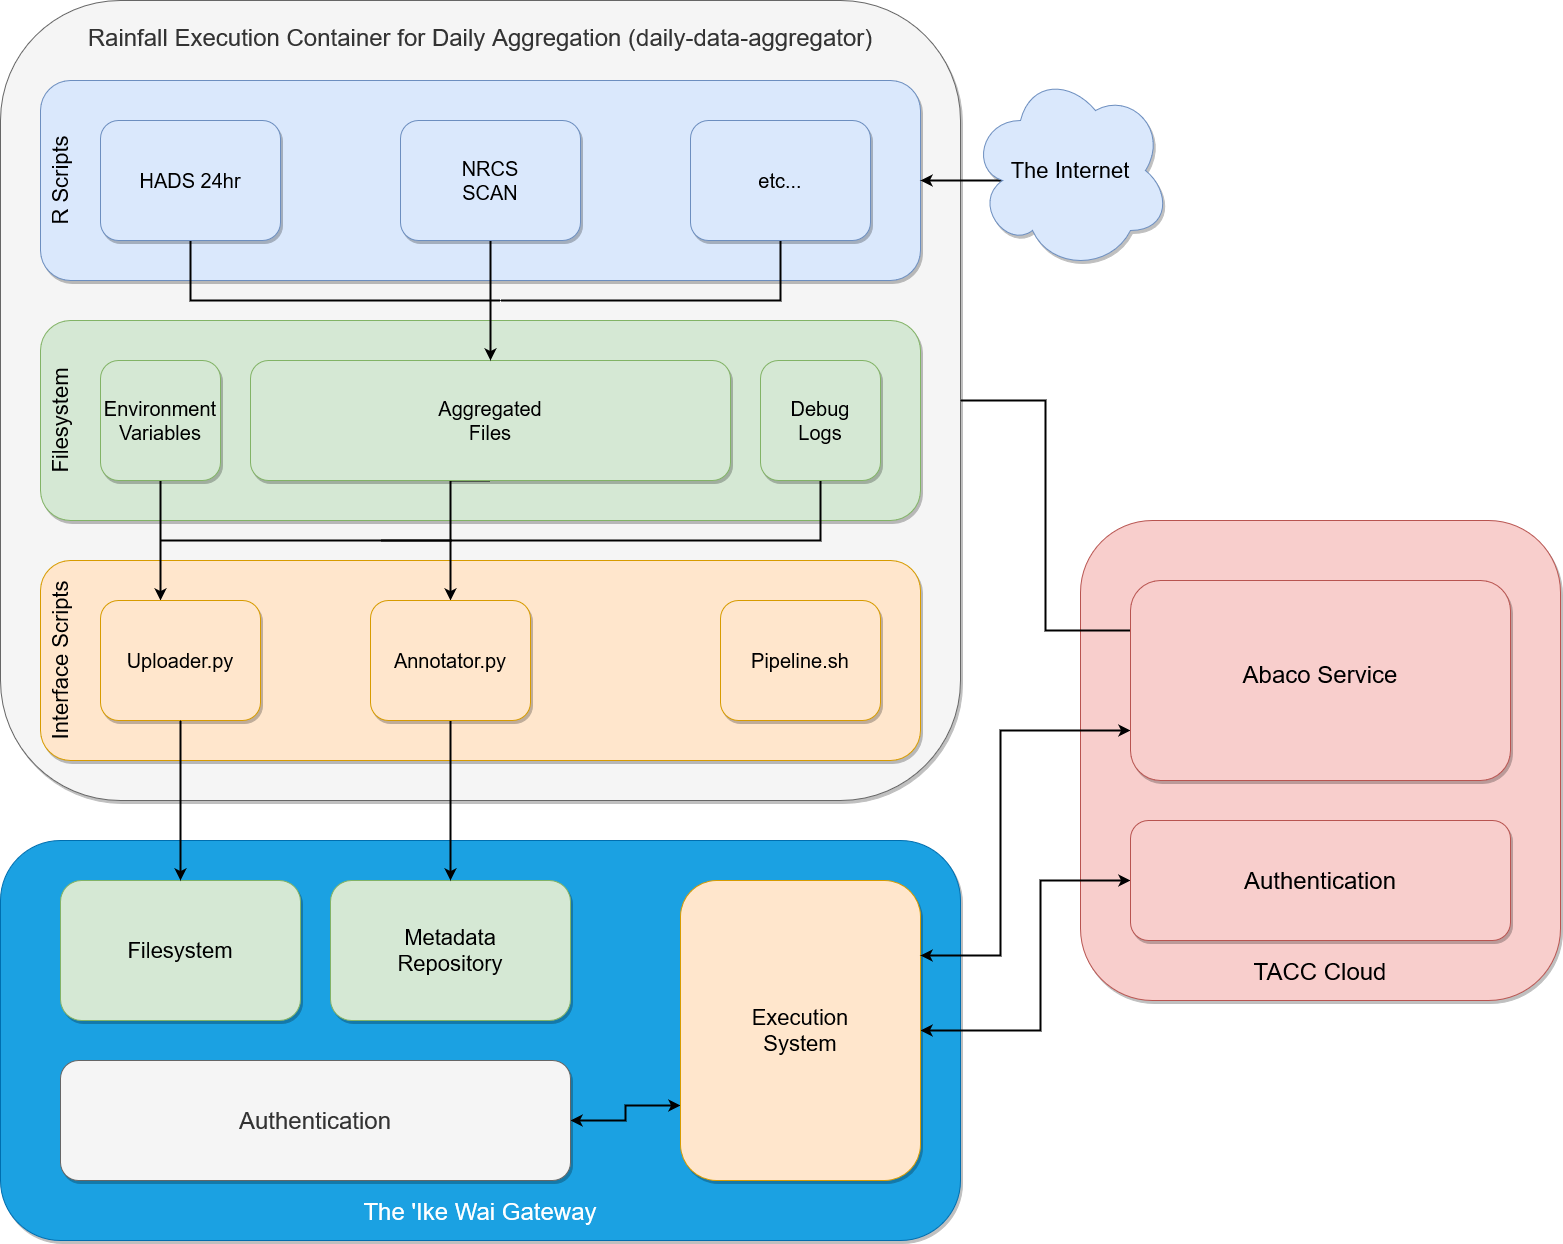 Rainfall Execution Container for Daily Aggregation (daily-data-aggregator)
R Scripts
HADS 24hr
NRCS
SCAN
etc...
The Internet
Filesystem
Environment
Variables
Aggregated
Files
Debug
Logs
Interface Scripts
Uploader.py
Annotator.py
Pipeline.sh
Abaco Service
Authentication
TACC Cloud
Filesystem
Metadata
Repository
Execution
System
Authentication
The 'Ike Wai Gateway